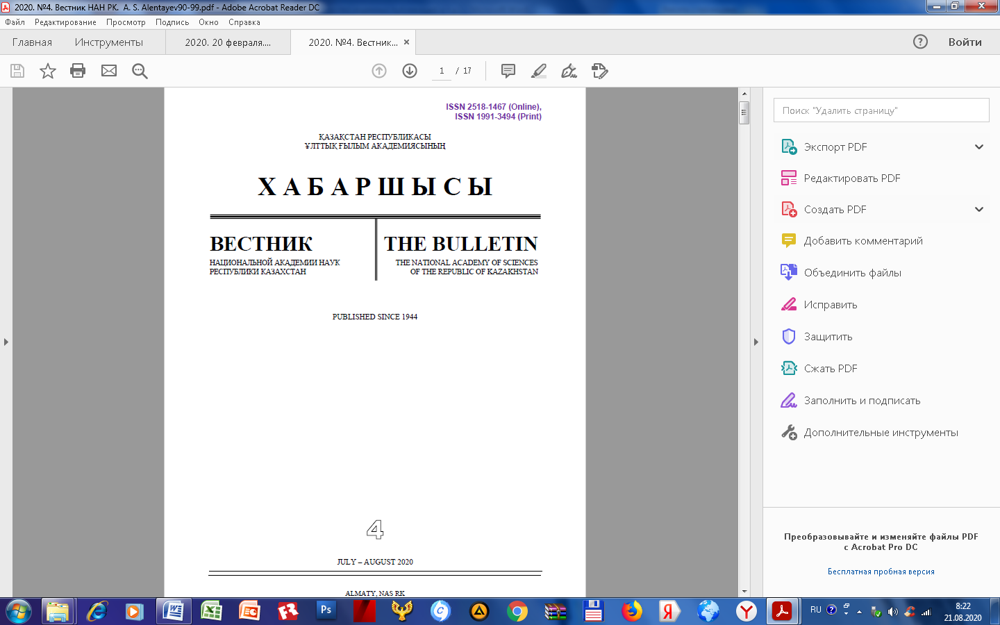 2020. №4. Вестник НАН РК.  A. S. Alentayev90-99.pdf - Adobe Acrobat Reader DC
Файл Редактирование Просмотр Подпись Окно Справка
Главная Инструменты 2020. 20 февраля.... 2020. №4. Вестник... × Войти
1 / 17
ISSN 2518-1467 (Online),
ISSN 1991-3494 (Print)
ҚАЗАҚСТАН РЕСПУБЛИКАСЫ
ҰЛТТЫҚ ҒЫЛЫМ АКАДЕМИЯСЫНЫҢ
Х А Б А Р Ш Ы С Ы
ВЕСТНИК
НАЦИОНАЛЬНОЙ АКАДЕМИИ НАУК
РЕСПУБЛИКИ КАЗАХСТАН
THE BULLETIN
THE NATIONAL ACADEMY OF SCIENCES
OF THE REPUBLIC OF KAZAKHSTAN
PUBLISHED SINCE 1944
4
JULY – AUGUST 2020
ALMATY, NAS RK
Поиск "Удалить страницу"
Экспорт PDF
Редактировать PDF
Создать PDF
Добавить комментарий
Объединить файлы
Исправить
Защитить
Сжать PDF
Заполнить и подписать
Дополнительные инструменты
Преобразовывайте и изменяйте файлы PDF
с Acrobat Pro DC
Бесплатная пробная версия
RU
8:22
21.08.2020